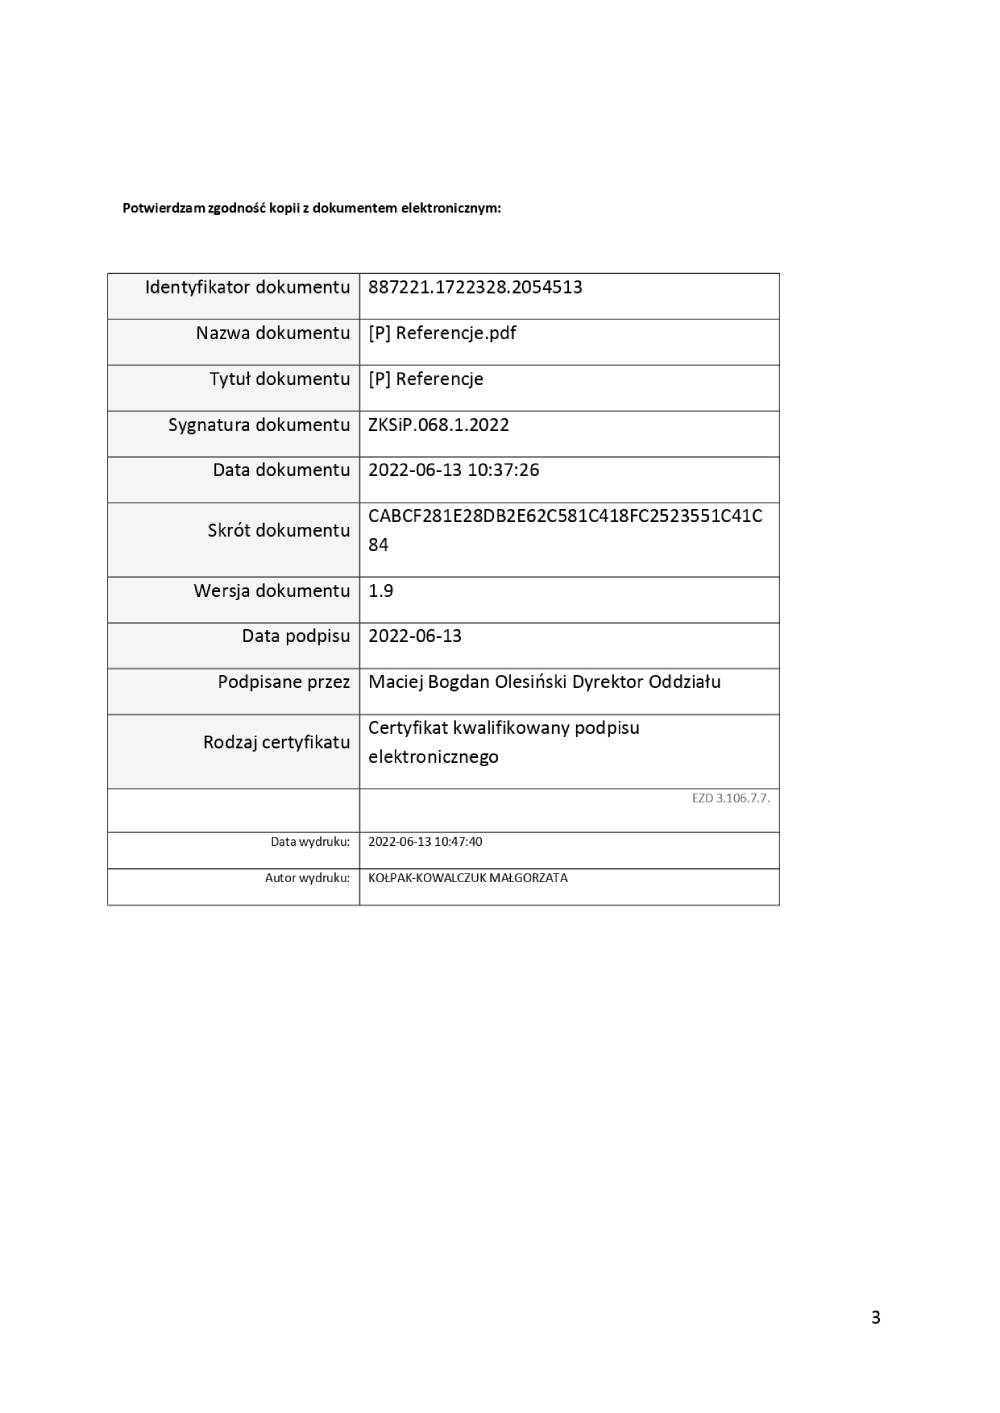 Potwierdzam zgodność kopii z dokumentem elektronicznym:
Identyfikator dokumentu 887221.1722328.2054513
Nazwa dokumentu [P] Referencje.pdf
Tytuł dokumentu [P] Referencje
Sygnatura dokumentu ZKSiP.068.1.2022
Data dokumentu 2022-06-13 10:37:26
Skrót dokumentu CABCF281E28DB2E62C581C418FC2523551C41C
84
Wersja dokumentu 1.9
Data podpisu 2022-06-13
Podpisane przez Maciej Bogdan Olesiński Dyrektor Oddziału
Rodzaj certyfikatu Certyfikat kwalifikowany podpisu
elektronicznego
EZD 3.106.7.7.
Data wydruku: 2022-06-13 10:47:40
Autor wydruku: KOŁPAK-KOWALCZUK MAŁGORZATA
3